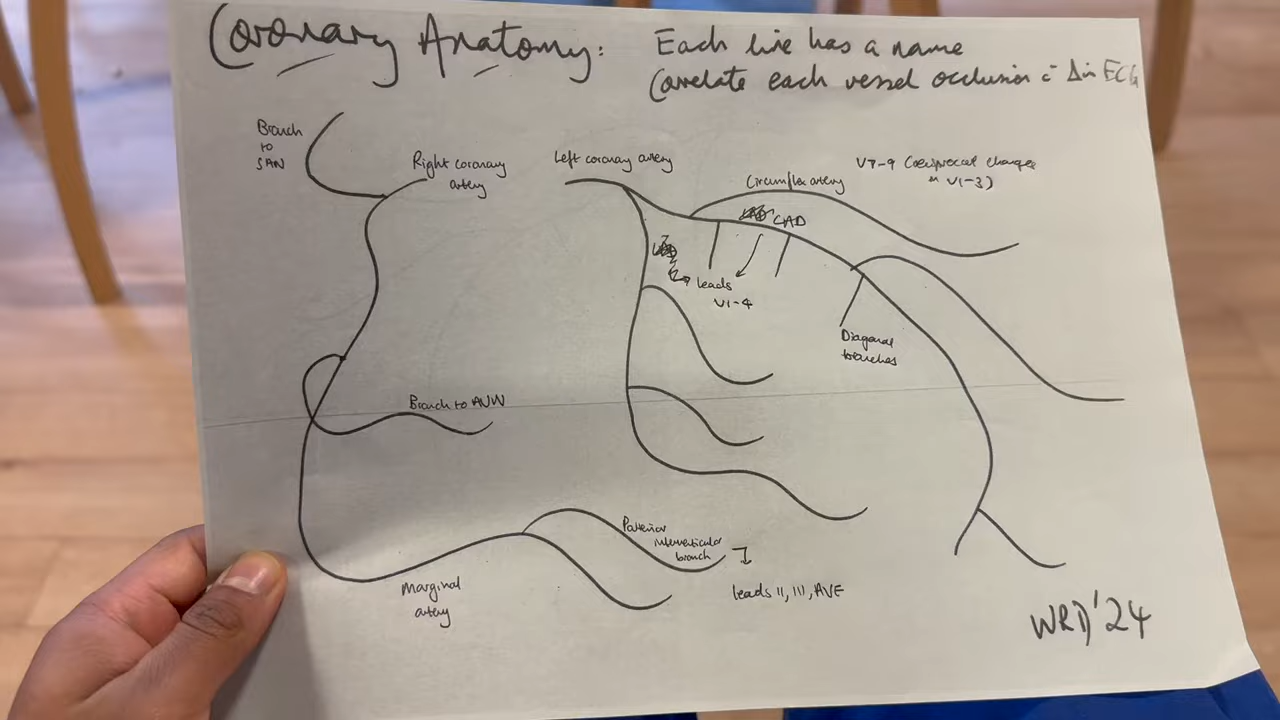 Coronary Anatomy:
Each line has a name
Correlate each vessel occlusion c̄ Δ in ECG
Branch
to
SAN
Right coronary
artery
Left coronary artery
Circumflex artery
V7-9 (reciprocal changes
in V1-3)
LAD
Leads
V1-4
Diagonal
branches
Branch to AVN
Posterior
interventricular
branch
Marginal
artery
Leads II, III, AVF
WRD'24